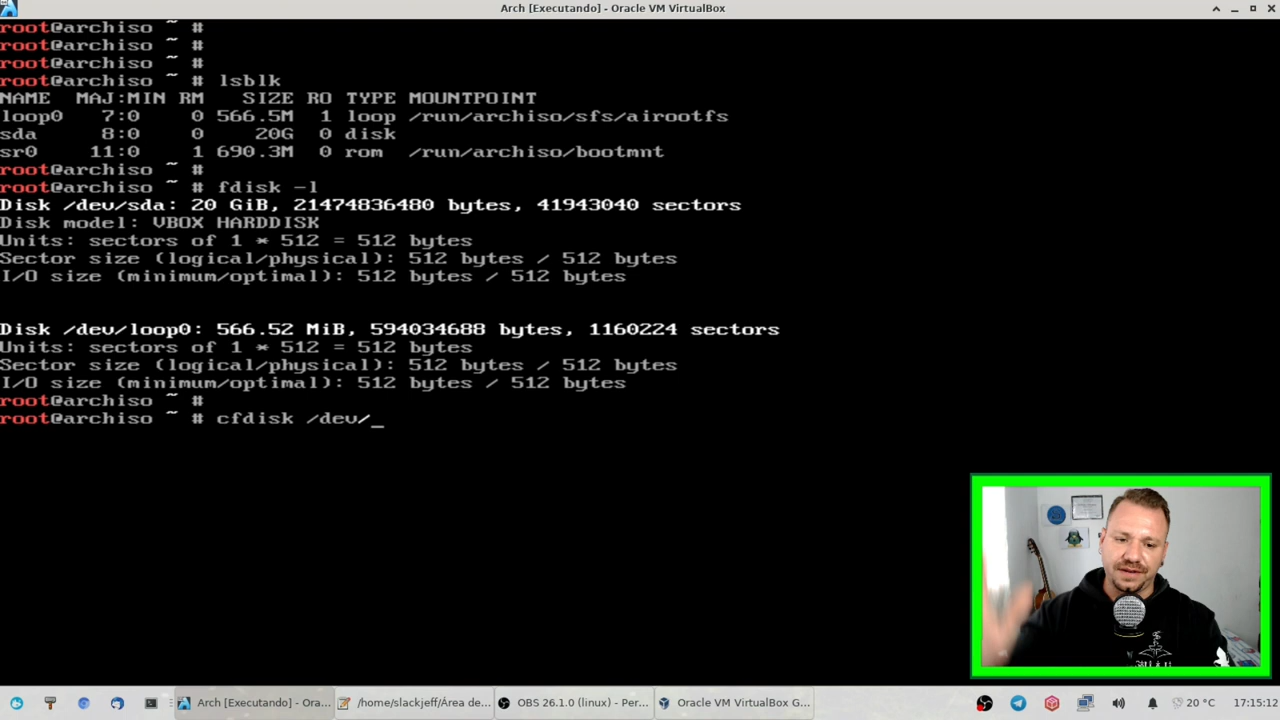 Arch [Executando] - Oracle VM VirtualBox
root@archiso ~ #
root@archiso ~ #
root@archiso ~ #
root@archiso ~ # lsblk
NAME MAJ:MIN RM SIZE RO TYPE MOUNTPOINT
loop0 7:0 0 566.5M 1 loop /run/archiso/sfs/airootfs
sda 8:0 0 20G 0 disk
sr0 11:0 1 690.3M 0 rom /run/archiso/bootmnt
root@archiso ~ #
root@archiso ~ # fdisk -l
Disk /dev/sda: 20 GiB, 21474836480 bytes, 41943040 sectors
Disk model: VBOX HARDDISK
Units: sectors of 1 * 512 = 512 bytes
Sector size (logical/physical): 512 bytes / 512 bytes
I/O size (minimum/optimal): 512 bytes / 512 bytes
Disk /dev/loop0: 566.52 MiB, 594034688 bytes, 1160224 sectors
Units: sectors of 1 * 512 = 512 bytes
Sector size (logical/physical): 512 bytes / 512 bytes
I/O size (minimum/optimal): 512 bytes / 512 bytes
root@archiso ~ #
root@archiso ~ # cfdisk /dev/_
Arch [Executando] - Ora... /home/slackjeff/Área de... OBS 26.1.0 (linux) - Per... Oracle VM VirtualBox G... 20 °C 17:15:12